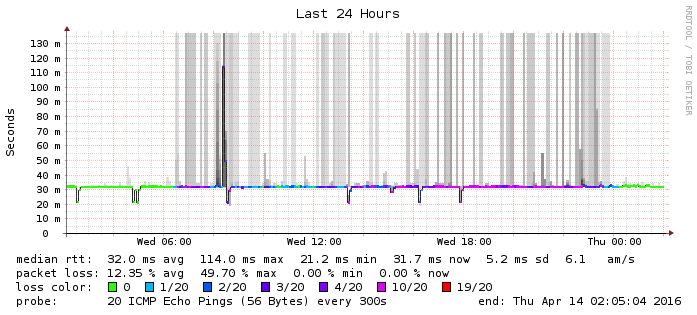 Last 24 Hours
RRDTOOL / TOBI OETIKER
Seconds
130 m
120 m
110 m
100 m
90 m
80 m
70 m
60 m
50 m
40 m
30 m
20 m
10 m
0
Wed 06:00 Wed 12:00 Wed 18:00 Thu 00:00
median rtt: 32.0 ms avg 114.0 ms max 21.2 ms min 31.7 ms now 5.2 ms sd 6.1 am/s
packet loss: 12.35 % avg 49.70 % max 0.00 % min 0.00 % now
loss color: 0 1/20 2/20 3/20 4/20 10/20 19/20
probe: 20 ICMP Echo Pings (56 Bytes) every 300s end: Thu Apr 14 02:05:04 2016